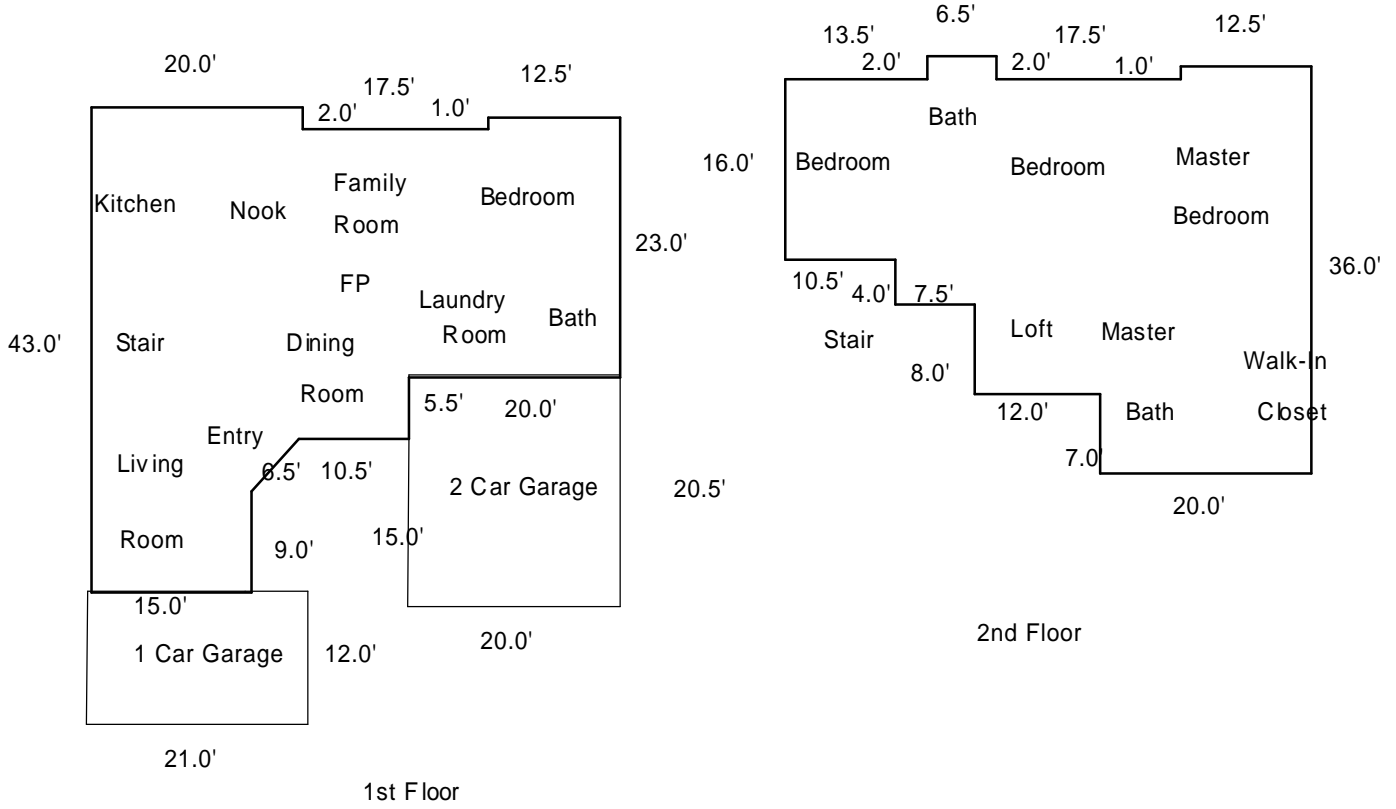 20.0'
17.5'
12.5'
2.0'
1.0'
Kitchen
Nook
Family
Room
Bedroom
23.0'
FP
Laundry
Room
Bath
43.0'
Stair
Dining
Room
5.5'
20.0'
Entry
6.5'
10.5'
Living
Room
9.0'
15.0'
2 Car Garage
20.5'
15.0'
1 Car Garage
12.0'
20.0'
21.0'
1st Floor
13.5'
6.5'
17.5'
12.5'
2.0'
2.0'
1.0'
Bath
16.0'
Bedroom
Bedroom
Master
Bedroom
36.0'
10.5'
4.0'
7.5'
Stair
Loft
Master
Walk-In
8.0'
12.0'
Bath
Closet
7.0'
20.0'
2nd Floor